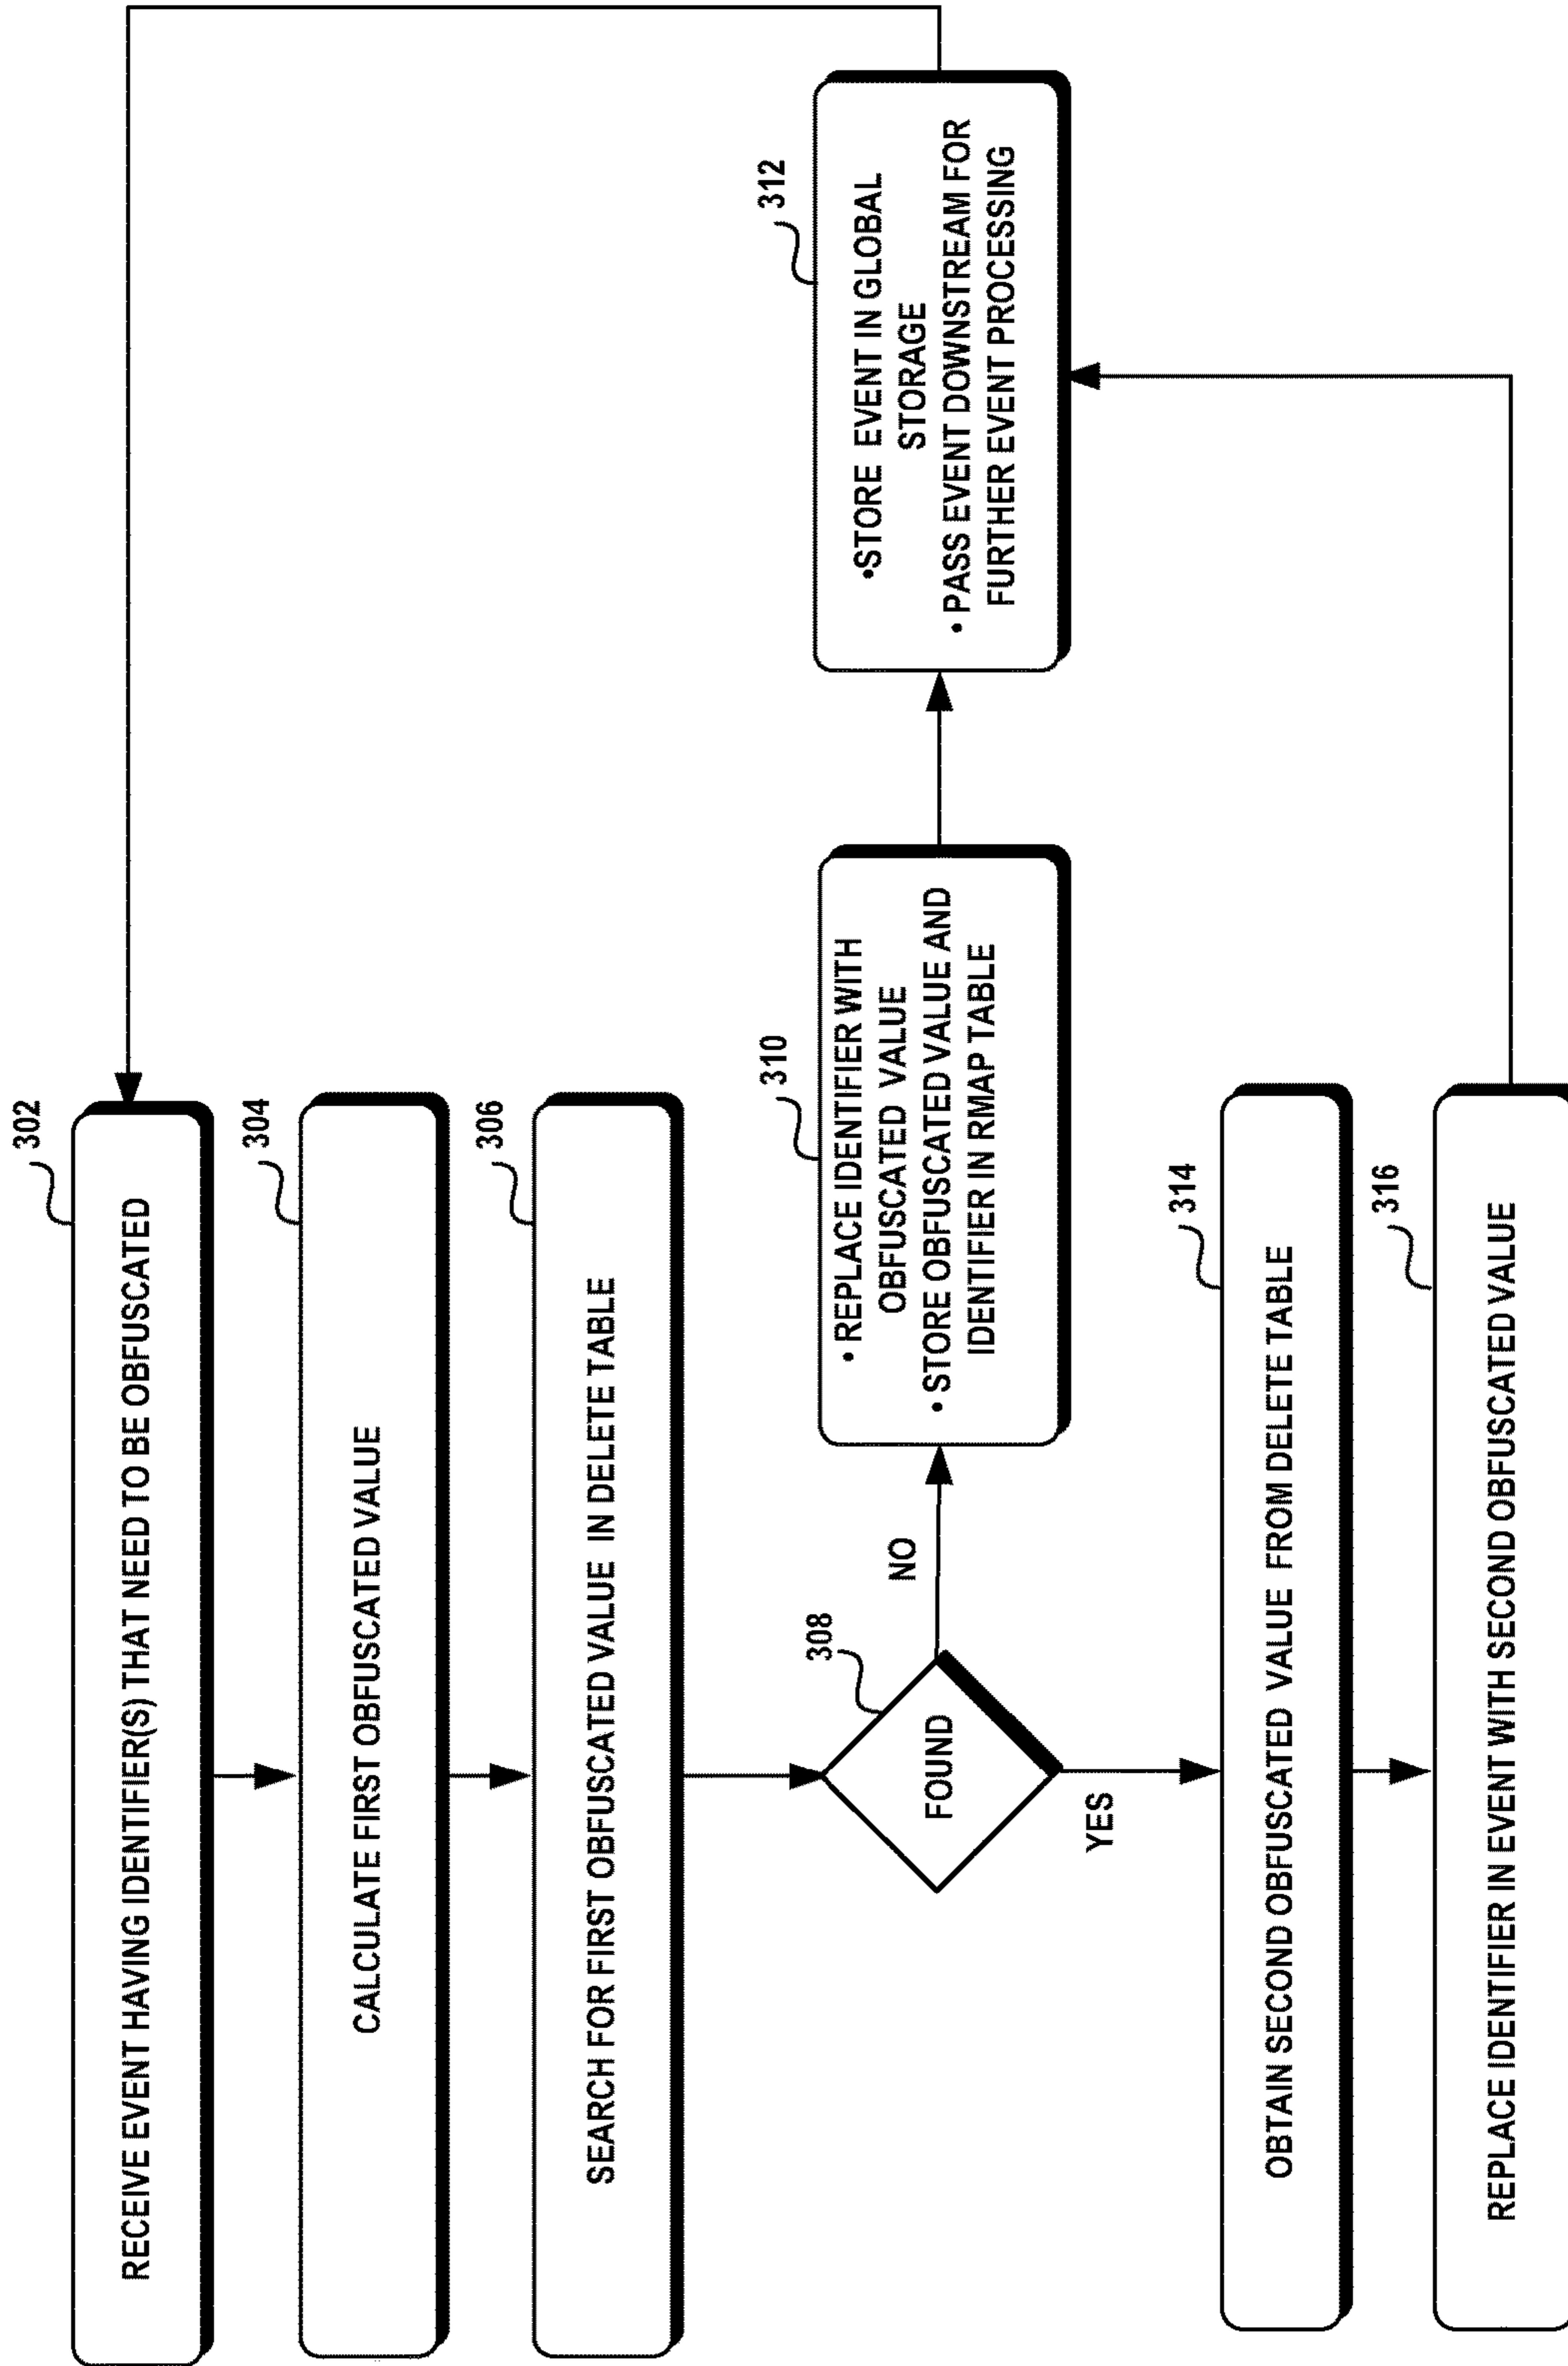 302
RECEIVE EVENT HAVING IDENTIFIER(S) THAT NEED TO BE OBFUSCATED
304
CALCULATE FIRST OBFUSCATED VALUE
306
SEARCH FOR FIRST OBFUSCATED VALUE IN DELETE TABLE
308
FOUND
NO
YES
310
• REPLACE IDENTIFIER WITH
OBFUSCATED VALUE
• STORE OBFUSCATED VALUE AND
IDENTIFIER IN RMAP TABLE
312
•STORE EVENT IN GLOBAL
STORAGE
• PASS EVENT DOWNSTREAM FOR
FURTHER EVENT PROCESSING
314
OBTAIN SECOND OBFUSCATED VALUE FROM DELETE TABLE
316
REPLACE IDENTIFIER IN EVENT WITH SECOND OBFUSCATED VALUE